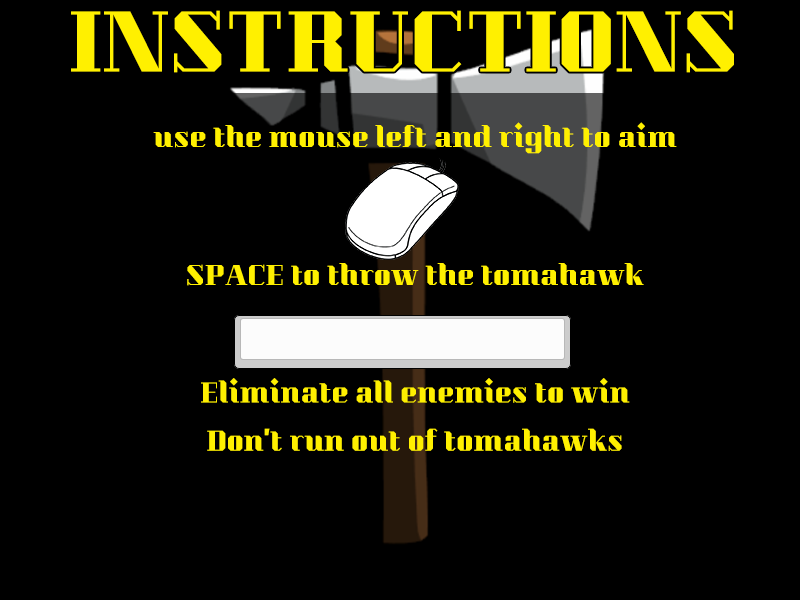 INSTRUCTIONS
use the mouse left and right to aim
SPACE to throw the tomahawk
Eliminate all enemies to win
Don't run out of tomahawks